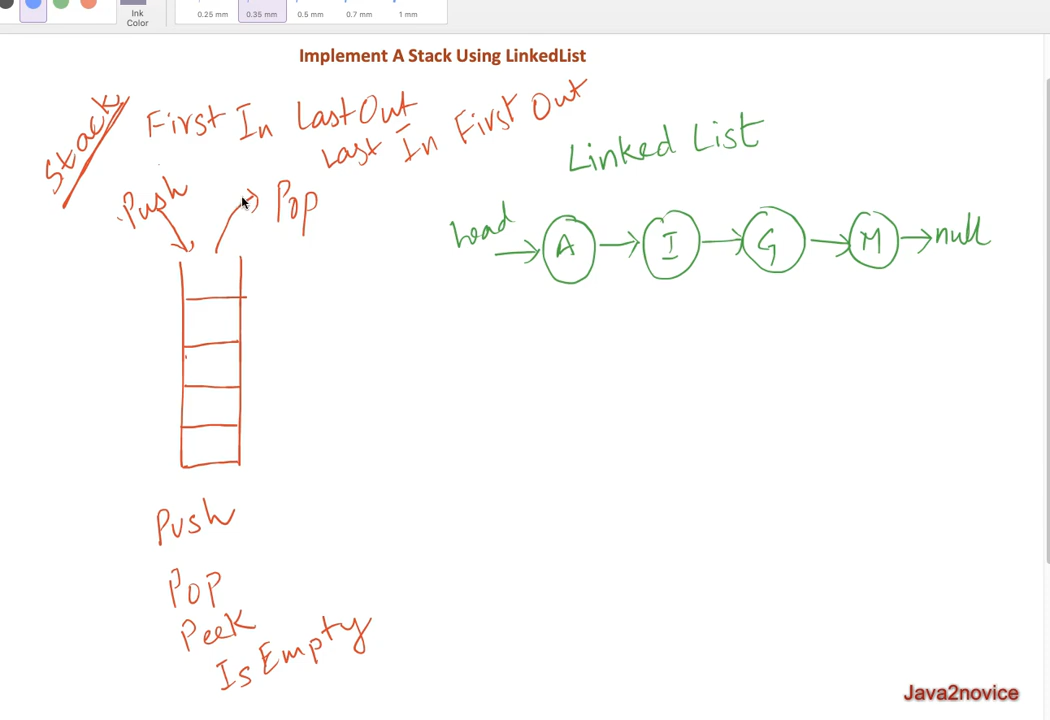 Ink
Color
0.25 mm 0.35 mm 0.5 mm 0.7 mm 1 mm
Implement A Stack Using LinkedList
Stack
First In Last Out
Last In First Out
Linked List
Push
Pop
head
A I G M null
Push
Pop
Peek
IsEmpty
Java2novice